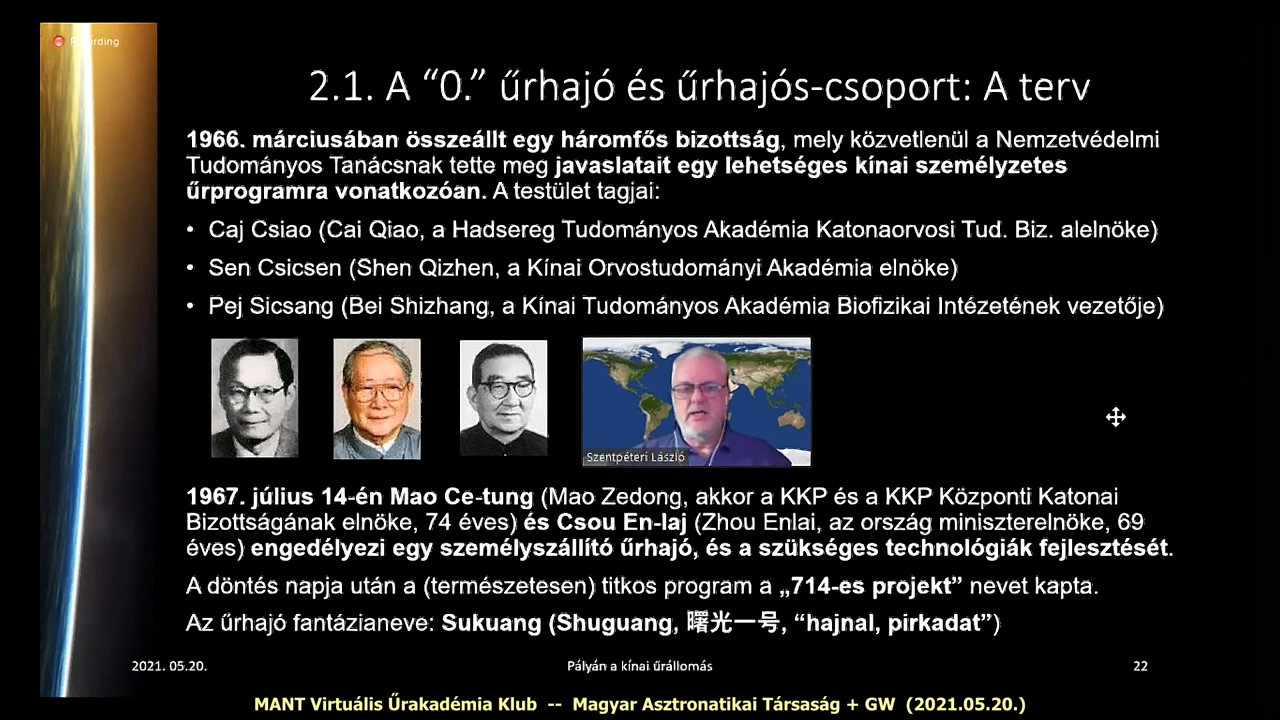 Recording
2.1. A “0.” űrhajó és űrhajós-csoport: A terv
1966. márciusában összeállt egy háromfős bizottság, mely közvetlenül a Nemzetvédelmi
Tudományos Tanácsnak tette meg javaslatait egy lehetséges kínai személyzetes
űrprogramra vonatkozóan. A testület tagjai:
• Caj Csiao (Cai Qiao, a Hadsereg Tudományos Akadémia Katonaorvosi Tud. Biz. alelnöke)
• Sen Csicsen (Shen Qizhen, a Kínai Orvostudományi Akadémia elnöke)
• Pej Sicsang (Bei Shizhang, a Kínai Tudományos Akadémia Biofizikai Intézetének vezetője)
Szentpéteri László
1967. július 14-én Mao Ce-tung (Mao Zedong, akkor a KKP és a KKP Központi Katonai
Bizottságának elnöke, 74 éves) és Csou En-laj (Zhou Enlai, az ország miniszterelnöke, 69
éves) engedélyezi egy személyszállító űrhajó, és a szükséges technológiák fejlesztését.
A döntés napja után a (természetesen) titkos program a „714-es projekt” nevet kapta.
Az űrhajó fantázianeve: Sukuang (Shuguang, 曙光一号, “hajnal, pirkadat”)
2021. 05.20.
Pályán a kínai űrállomás
22
MANT Virtuális Űrakadémia Klub -- Magyar Asztronatikai Társaság + GW (2021.05.20.)